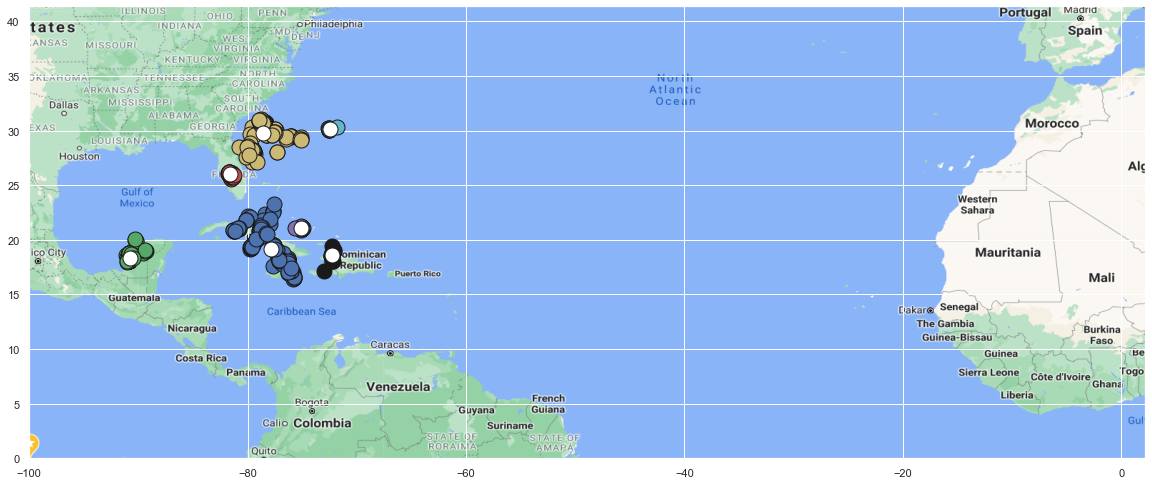 ILLINOIS
OHIO
PENN
Philadelphia
tates
INDIANA
MD
DE
NJ
KANSAS
MISSOURI
WEST
VIRGINIA
KENTUCKY
VIRGINIA
OKLAHOMA
TENNESSEE
NORTH
CAROLINA
ARKANSAS
Dallas
MISSISSIPPI
SOUTH
CAROLINA
ALABAMA
EXAS
GEORGIA
LOUISIANA
Houston
Gulf of
Mexico
ico City
ominican
Republic
Puerto Rico
Guatemala
Caribbean Sea
Nicaragua
Costa Rica
Panama
Caracas
Venezuela
Bogota
Cali
Colombia
Guyana
French
Guiana
Suriname
STATE OF
RORAIMA
STATE OF
AMAPA
Quito
North
Atlantic
Ocean
Portugal
Madrid
Spain
Morocco
Alg
Western
Sahara
Mauritania
Mali
Dakar
Senegal
The Gambia
Guinea-Bissau
Burkina
Faso
Guinea
Be
Sierra Leone
Côte d'Ivoire
Togo
Ghana
Liberia
Gulf
40
35
30
25
20
15
10
5
0
−100
−80
−60
−40
−20
0